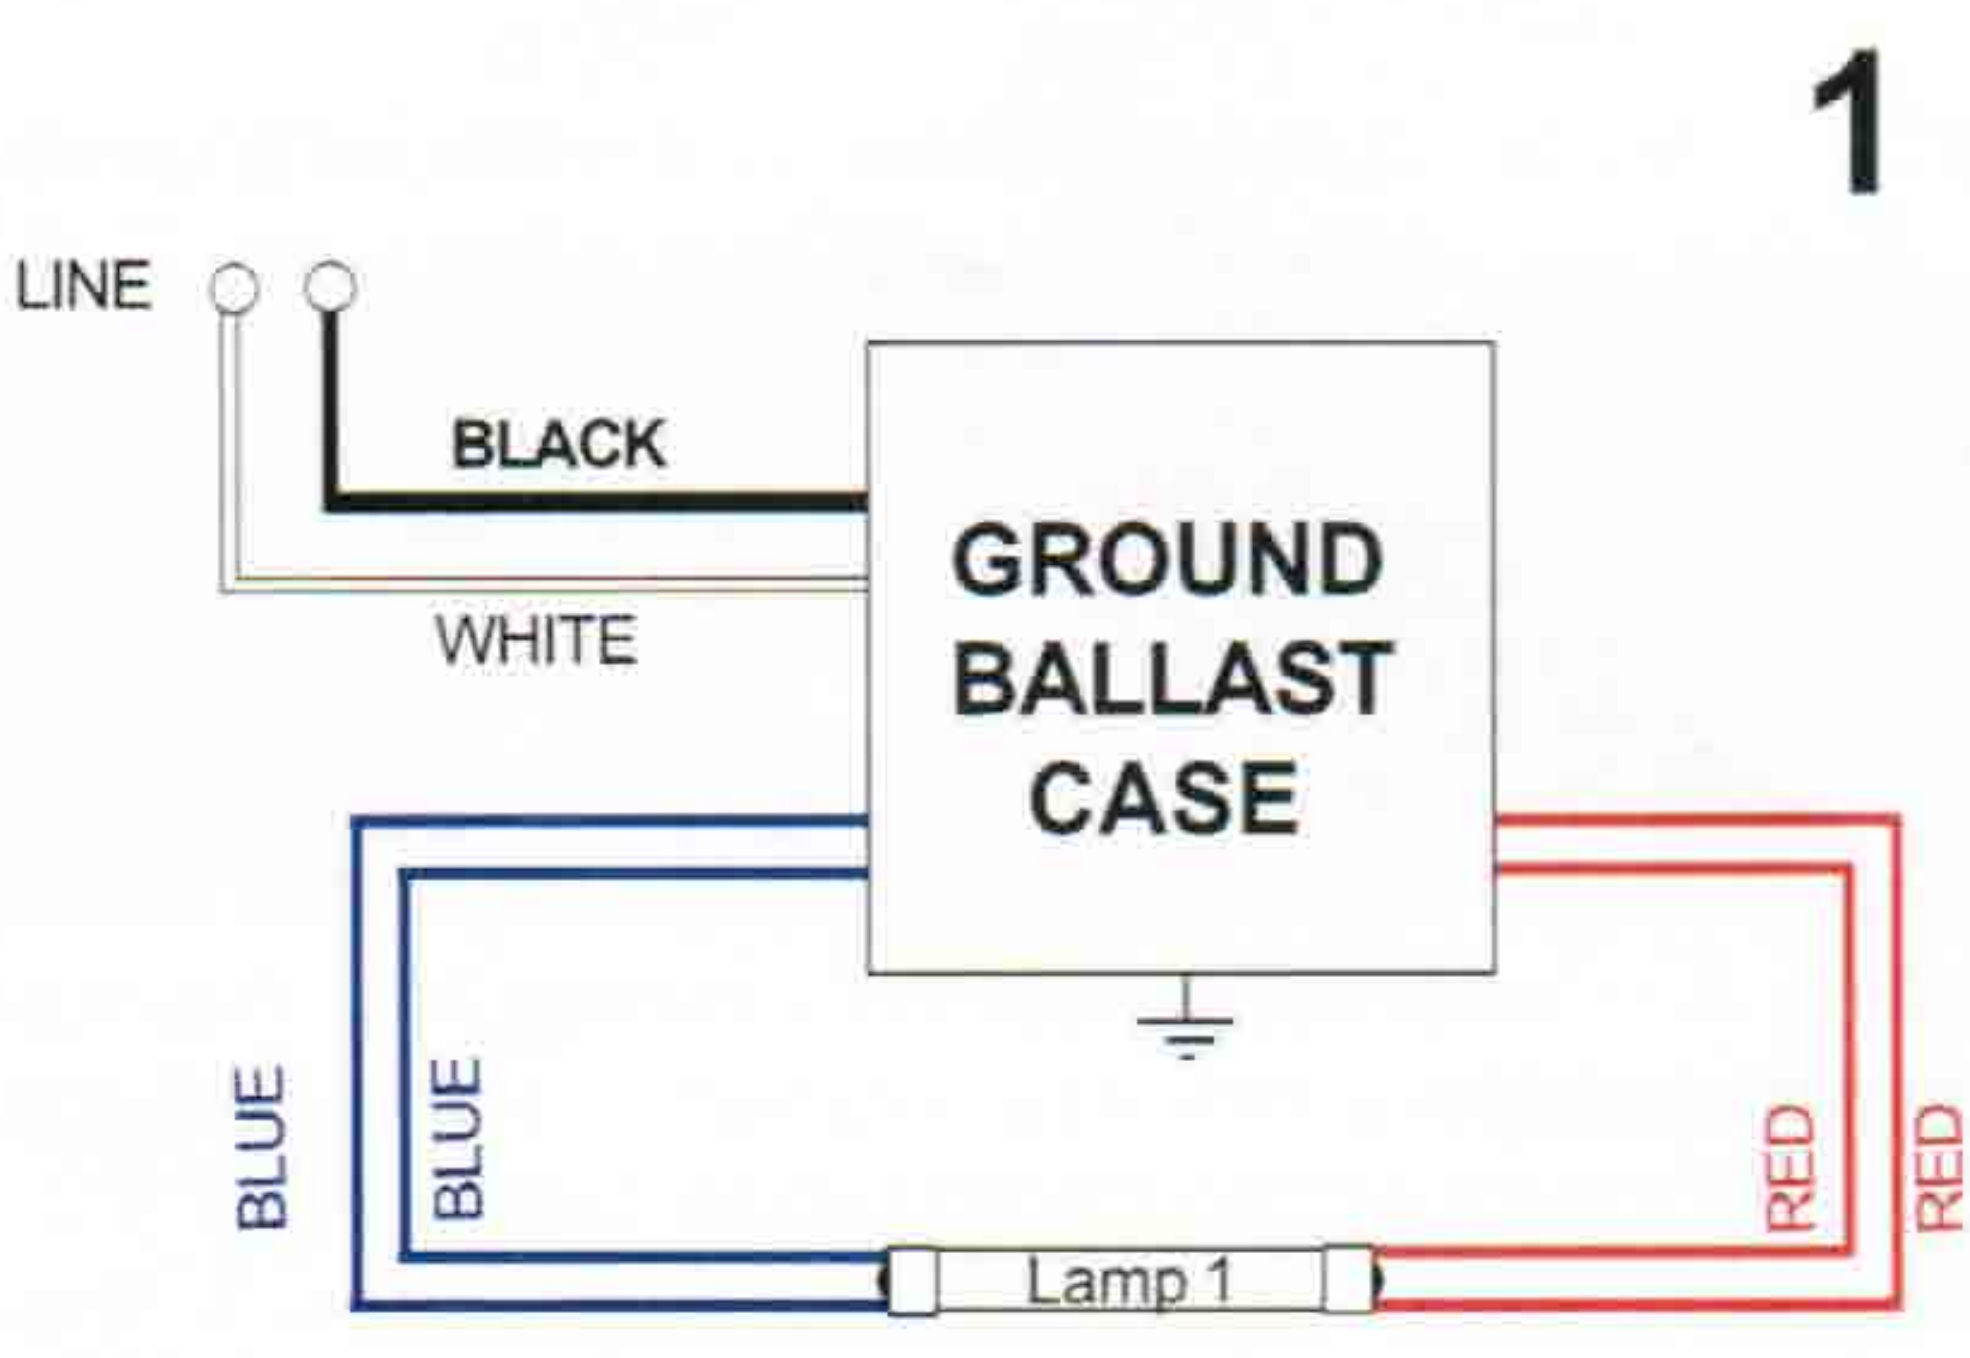 1
LINE
BLACK
WHITE
GROUND
BALLAST
CASE
BLUE
BLUE
RED
RED
Lamp 1